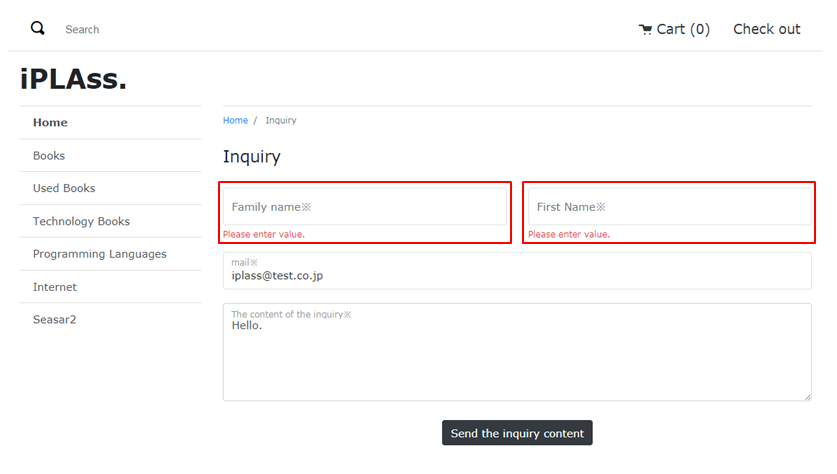 Search
Cart (0) Check out
iPLAss.
Home
Books
Used Books
Technology Books
Programming Languages
Internet
Seasar2
Home / Inquiry
Inquiry
Family name※ First Name※
Please enter value. Please enter value.
mail※
iplass@test.co.jp
The content of the inquiry※
Hello.
Send the inquiry content